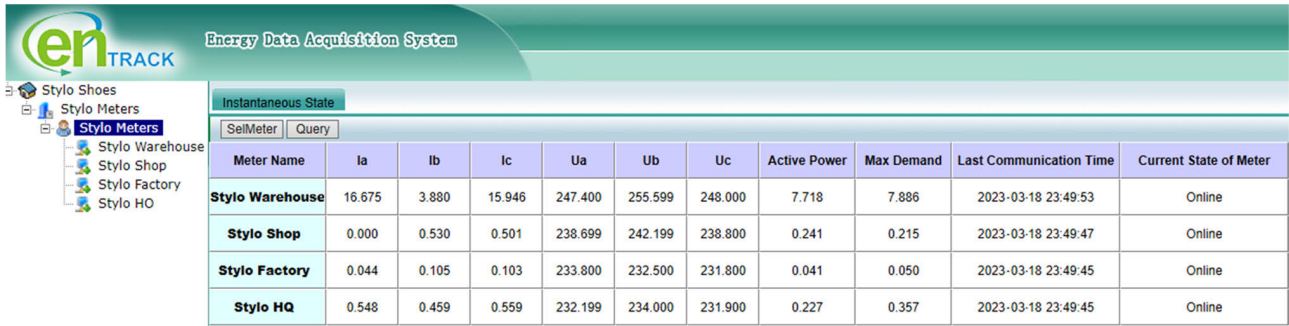 en TRACK
Energy Data Acquisition System
Stylo Shoes
Stylo Meters
Stylo Meters
Stylo Warehouse
Stylo Shop
Stylo Factory
Stylo HO
Instantaneous State
SelMeter Query
Meter Name Ia Ib Ic Ua Ub Uc Active Power Max Demand Last Communication Time Current State of Meter
Stylo Warehouse 16.675 3.880 15.946 247.400 255.599 248.000 7.718 7.886 2023-03-18 23:49:53 Online
Stylo Shop 0.000 0.530 0.501 238.699 242.199 238.800 0.241 0.215 2023-03-18 23:49:47 Online
Stylo Factory 0.044 0.105 0.103 233.800 232.500 231.800 0.041 0.050 2023-03-18 23:49:45 Online
Stylo HQ 0.548 0.459 0.559 232.199 234.000 231.900 0.227 0.357 2023-03-18 23:49:45 Online